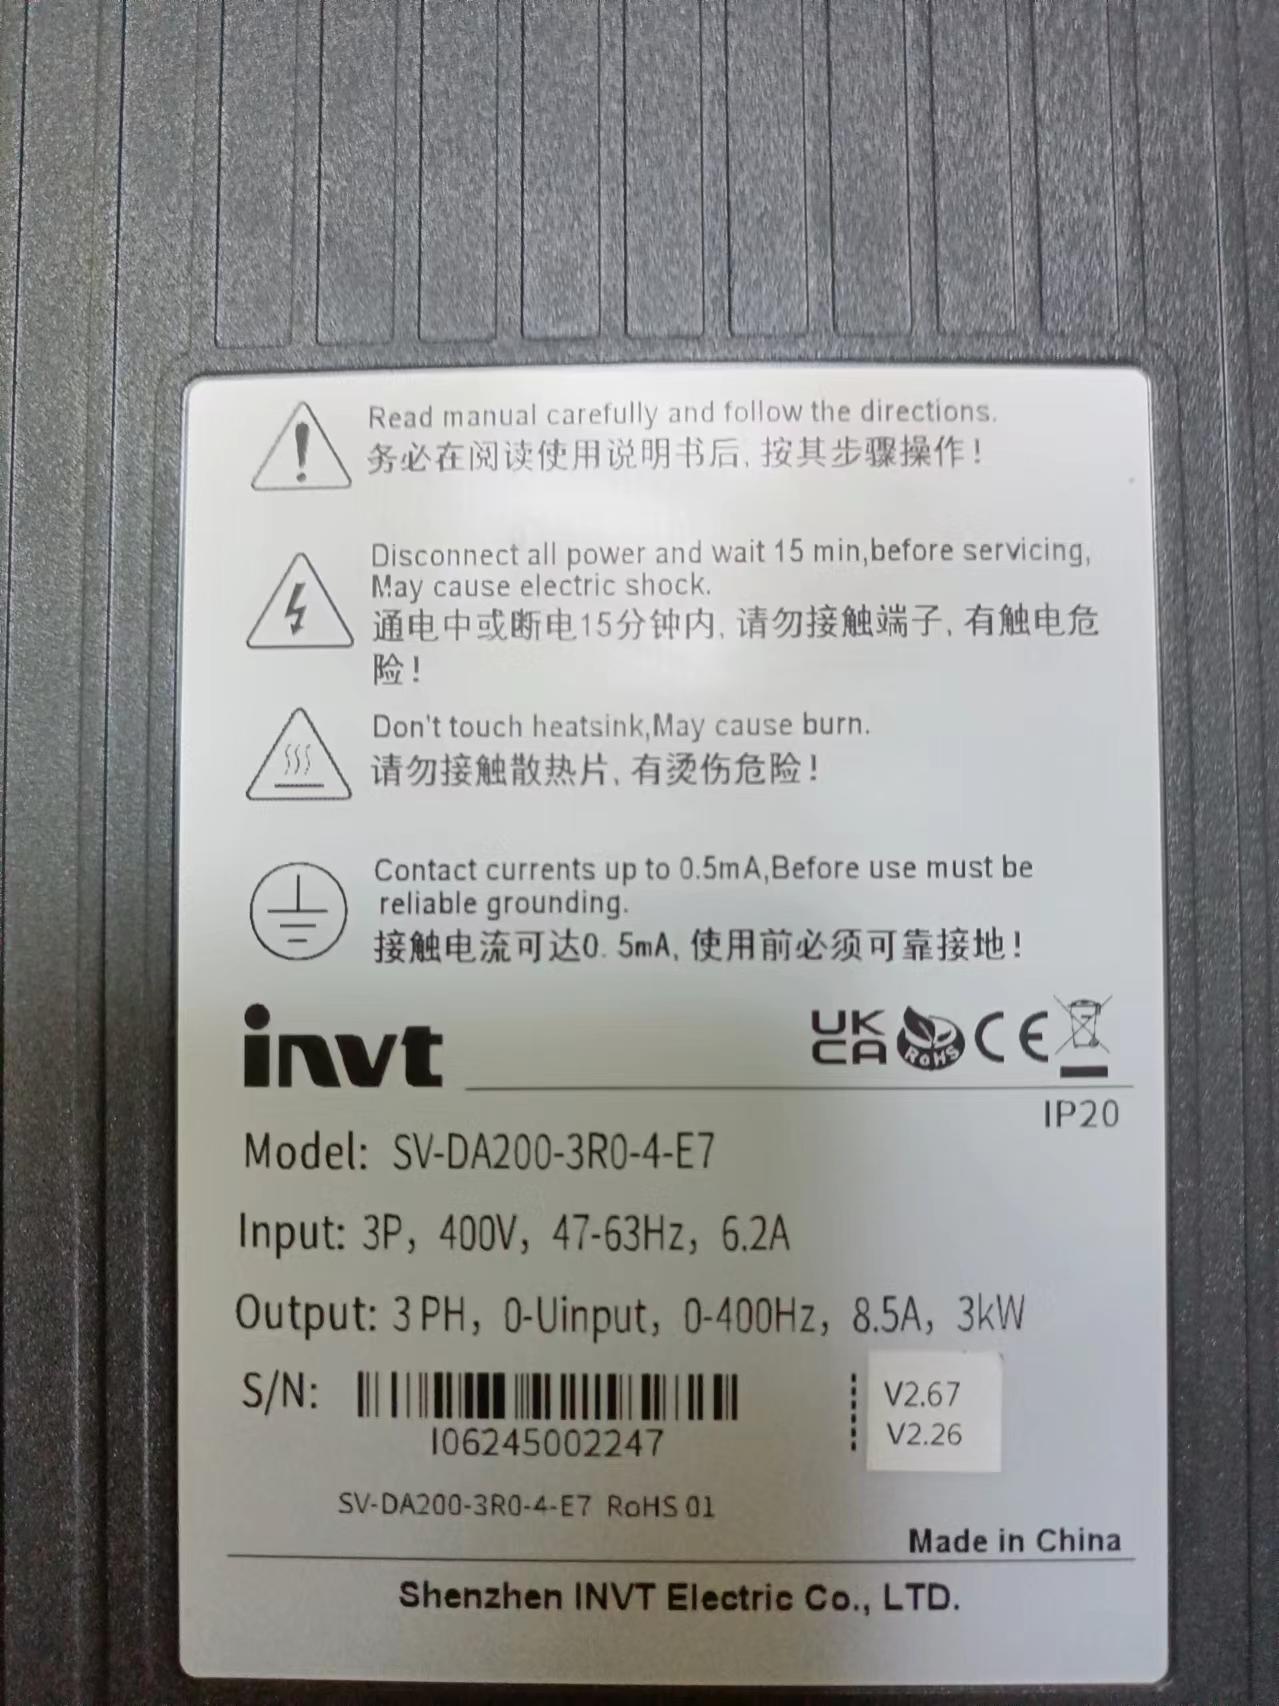 Read manual carefully and follow the directions.
务必在阅读使用说明书后, 按其步骤操作!
Disconnect all power and wait 15 min,before servicing,
May cause electric shock.
通电中或断电15分钟内, 请勿接触端子, 有触电危
险!
Don't touch heatsink,May cause burn.
请勿接触散热片, 有烫伤危险!
Contact currents up to 0.5mA,Before use must be
reliable grounding.
接触电流可达0.5mA, 使用前必须可靠接地!
invt
UK
CA
RoHS
CE
IP20
Model: SV-DA200-3R0-4-E7
Input: 3P, 400V, 47-63Hz, 6.2A
Output: 3PH, 0-Uinput, 0-400Hz, 8.5A, 3kW
S/N:
I06245002247
V2.67
V2.26
SV-DA200-3R0-4-E7 RoHS 01
Made in China
Shenzhen INVT Electric Co., LTD.